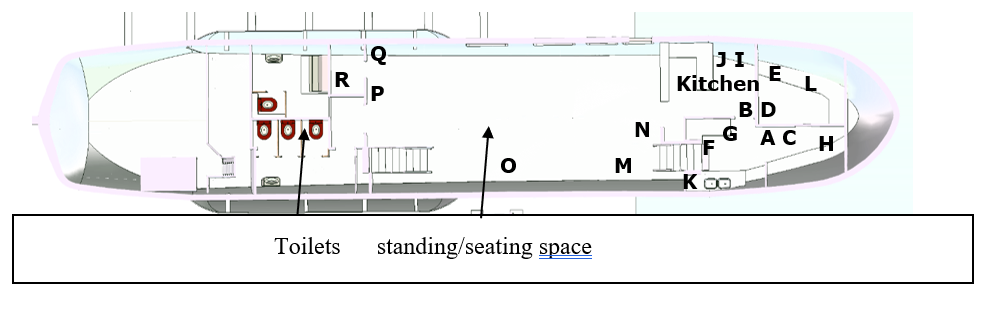 Q
J I
R
E
Kitchen
L
P
B D
N
G
A C
F
H
O
M
K
Toilets standing/seating space